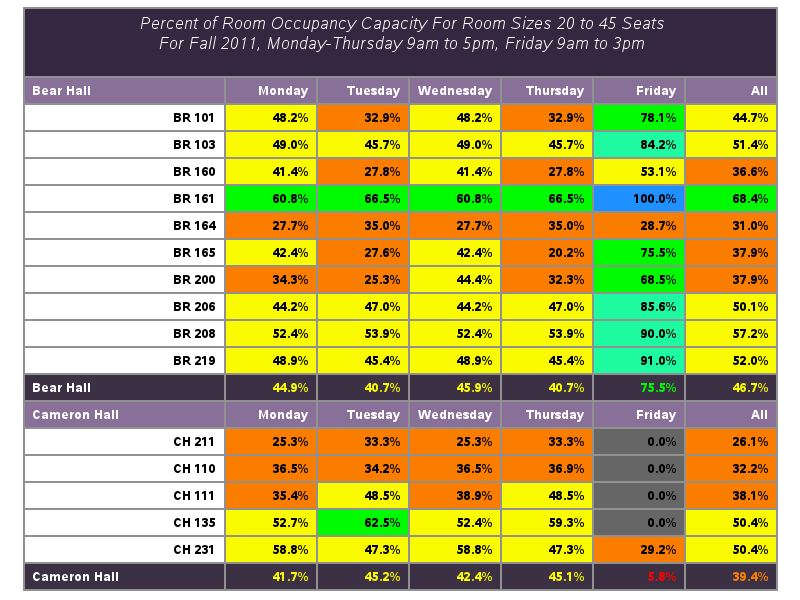 Percent of Room Occupancy Capacity For Room Sizes 20 to 45 Seats
For Fall 2011, Monday-Thursday 9am to 5pm, Friday 9am to 3pm
Bear Hall Monday Tuesday Wednesday Thursday Friday All
BR 101 48.2% 32.9% 48.2% 32.9% 78.1% 44.7%
BR 103 49.0% 45.7% 49.0% 45.7% 84.2% 51.4%
BR 160 41.4% 27.8% 41.4% 27.8% 53.1% 36.6%
BR 161 60.8% 66.5% 60.8% 66.5% 100.0% 68.4%
BR 164 27.7% 35.0% 27.7% 35.0% 28.7% 31.0%
BR 165 42.4% 27.6% 42.4% 20.2% 75.5% 37.9%
BR 200 34.3% 25.3% 44.4% 32.3% 68.5% 37.9%
BR 206 44.2% 47.0% 44.2% 47.0% 85.6% 50.1%
BR 208 52.4% 53.9% 52.4% 53.9% 90.0% 57.2%
BR 219 48.9% 45.4% 48.9% 45.4% 91.0% 52.0%
Bear Hall 44.9% 40.7% 45.9% 40.7% 75.5% 46.7%
Cameron Hall Monday Tuesday Wednesday Thursday Friday All
CH 211 25.3% 33.3% 25.3% 33.3% 0.0% 26.1%
CH 110 36.5% 34.2% 36.5% 36.9% 0.0% 32.2%
CH 111 35.4% 48.5% 38.9% 48.5% 0.0% 38.1%
CH 135 52.7% 62.5% 52.4% 59.3% 0.0% 50.4%
CH 231 58.8% 47.3% 58.8% 47.3% 29.2% 50.4%
Cameron Hall 41.7% 45.2% 42.4% 45.1% 5.8% 39.4%